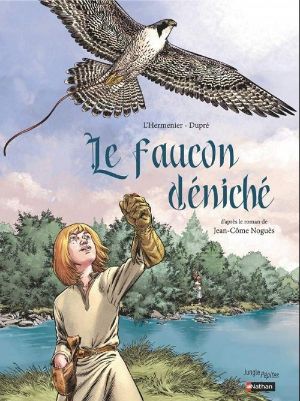 L'Hermenier - Dupré
Le faucon
déniché
d'après le roman de
Jean-Côme Noguès
Jungle Pépites
Nathan